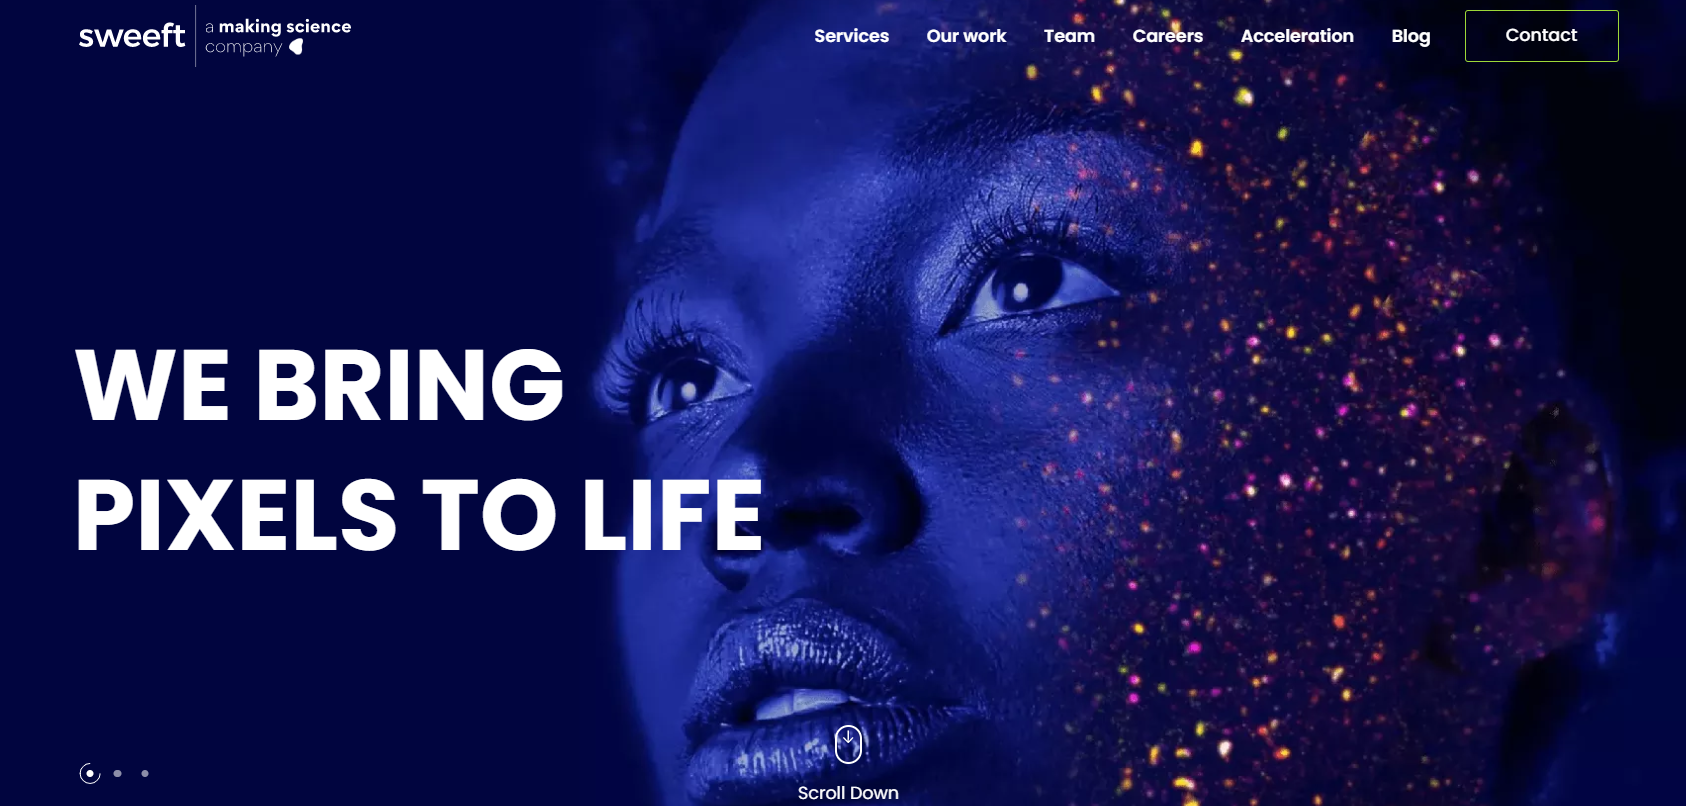 sweeft
a making science
company
Services
Our work
Team
Careers
Acceleration
Blog
Contact
WE BRING
PIXELS TO LIFE
Scroll Down